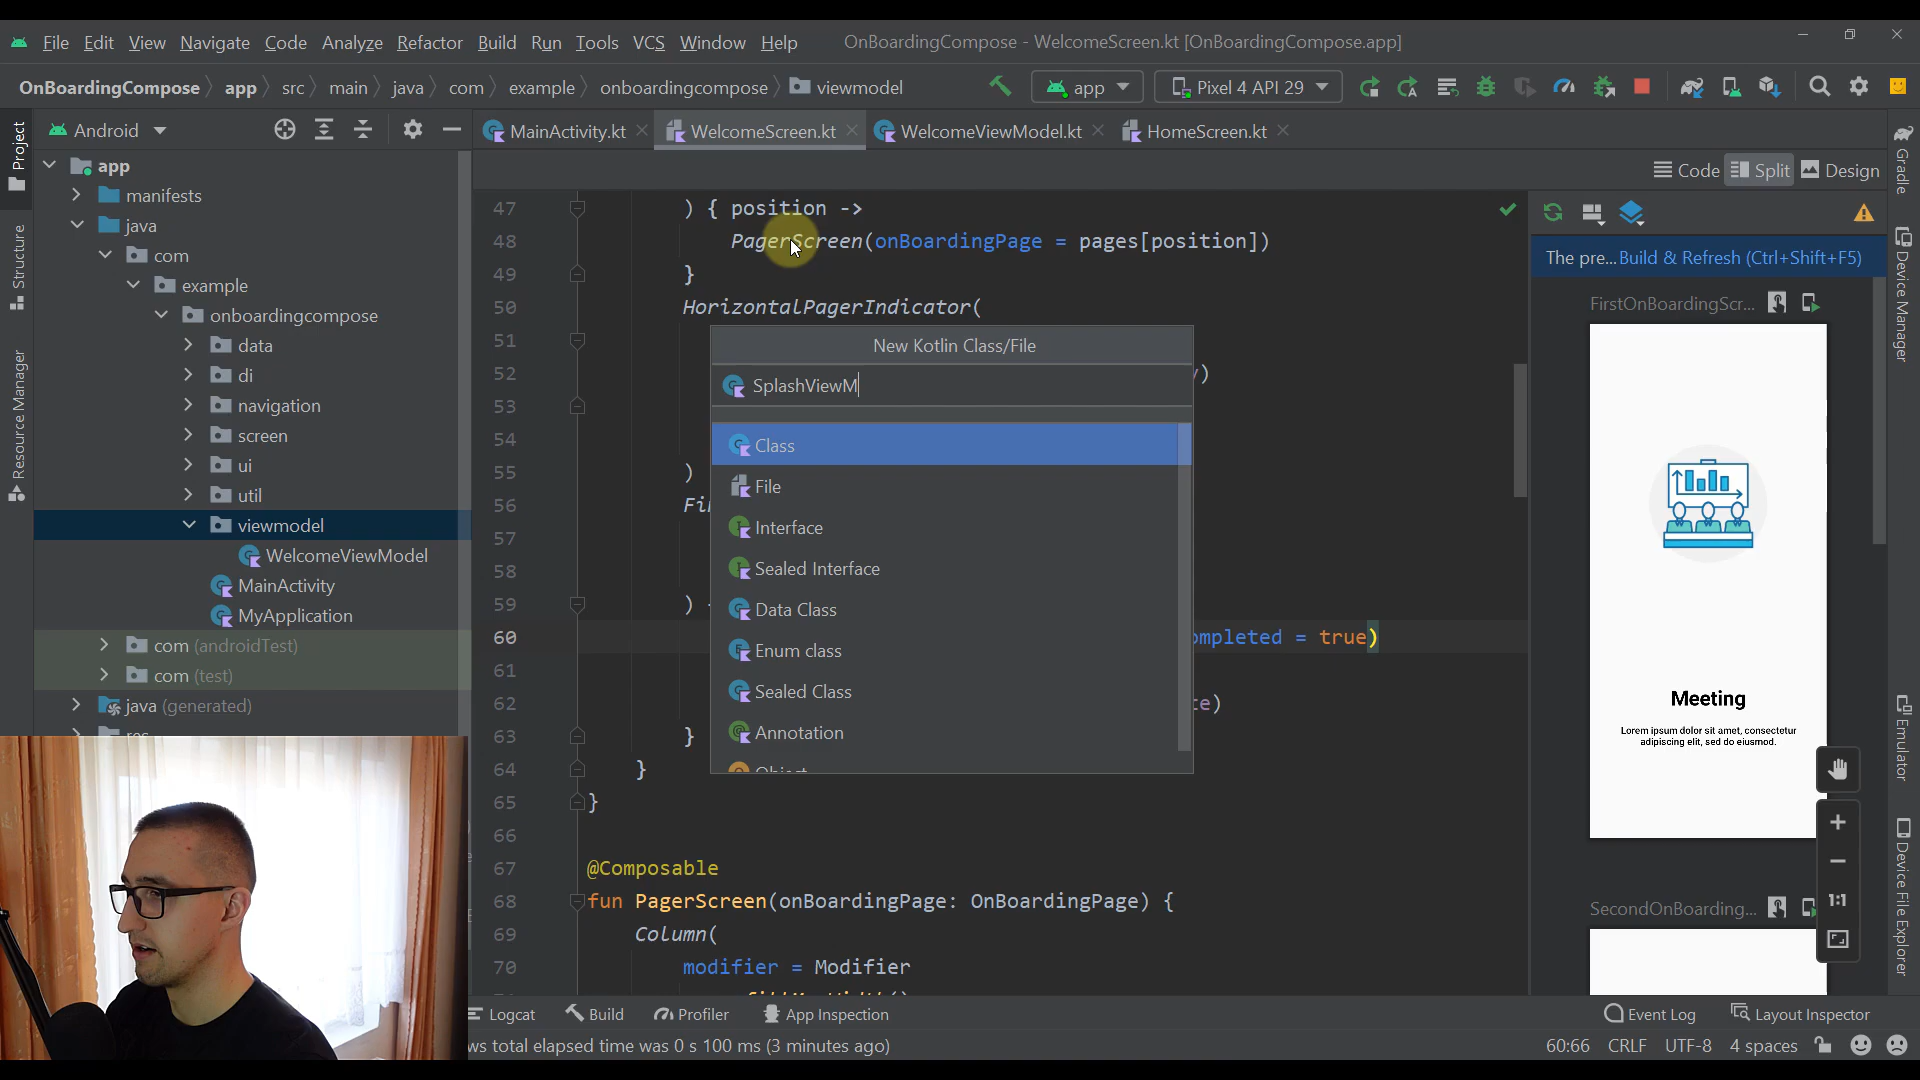 File Edit View Navigate Code Analyze Refactor Build Run Tools VCS Window Help OnBoardingCompose - WelcomeScreen.kt [OnBoardingCompose.app]
OnBoardingCompose app src main java com example onboardingcompose viewmodel app Pixel 4 API 29
Android
MainActivity.kt WelcomeScreen.kt WelcomeViewModel.kt HomeScreen.kt
Code Split Design
Project
Structure
Resource Manager
app
manifests
java
com
example
onboardingcompose
data
di
navigation
screen
ui
util
viewmodel
WelcomeViewModel
MainActivity
MyApplication
com (androidTest)
com (test)
java (generated)
47 ) { position ->
48 PagerScreen(onBoardingPage = pages[position])
49 }
50 HorizontalPagerIndicator(
51
52 )
53
54
55 )
56
57
58
59 )
60 ompleted = true)
61
62 te)
63 }
64 }
65 }
66
67 @Composable
68 fun PagerScreen(onBoardingPage: OnBoardingPage) {
69 Column(
70 modifier = Modifier
New Kotlin Class/File
SplashViewM
Class
File
Interface
Sealed Interface
Data Class
Enum class
Sealed Class
Annotation
Object
The pre... Build & Refresh (Ctrl+Shift+F5)
FirstOnBoardingScr...
Meeting
Lorem ipsum dolor sit amet, consectetur
adipiscing elit, sed do eiusmod.
SecondOnBoarding...
1:1
Gradle
Device Manager
Emulator
Device File Explorer
Logcat Build Profiler App Inspection Event Log Layout Inspector
ws total elapsed time was 0 s 100 ms (3 minutes ago) 60:66 CRLF UTF-8 4 spaces